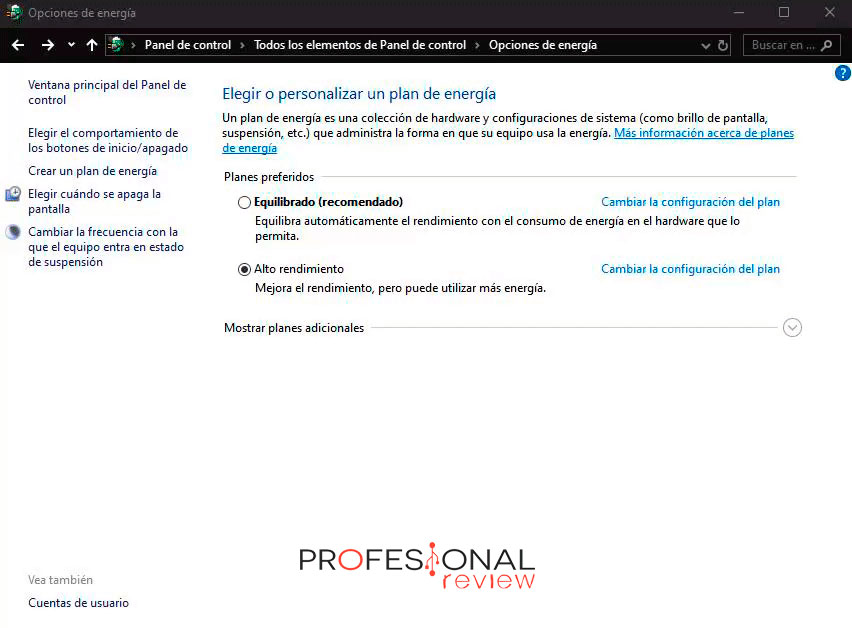 Opciones de energía
Panel de control > Todos los elementos de Panel de control > Opciones de energía
Buscar en ...
?
Ventana principal del Panel de
control
Elegir el comportamiento de
los botones de inicio/apagado
Crear un plan de energía
Elegir cuándo se apaga la
pantalla
Cambiar la frecuencia con la
que el equipo entra en estado
de suspensión
Elegir o personalizar un plan de energía
Un plan de energía es una colección de hardware y configuraciones de sistema (como brillo de pantalla,
suspensión, etc.) que administra la forma en que su equipo usa la energía. Más información acerca de planes
de energía
Planes preferidos
Equilibrado (recomendado) Cambiar la configuración del plan
Equilibra automáticamente el rendimiento con el consumo de energía en el hardware que lo
permita.
Alto rendimiento Cambiar la configuración del plan
Mejora el rendimiento, pero puede utilizar más energía.
Mostrar planes adicionales
PROFESIONAL
review
Vea también
Cuentas de usuario